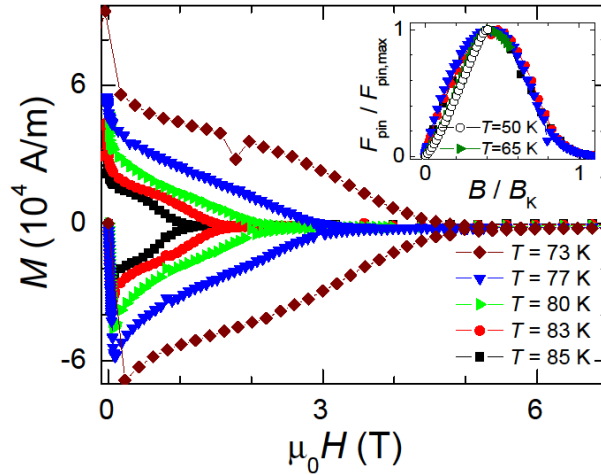 6
0
-6
M (10⁴ A/m)
0
3
6
μ₀H (T)
1
0
F_pin / F_pin,max
0
1
B / B_K
T=50 K
T=65 K
T = 73 K
T = 77 K
T = 80 K
T = 83 K
T = 85 K